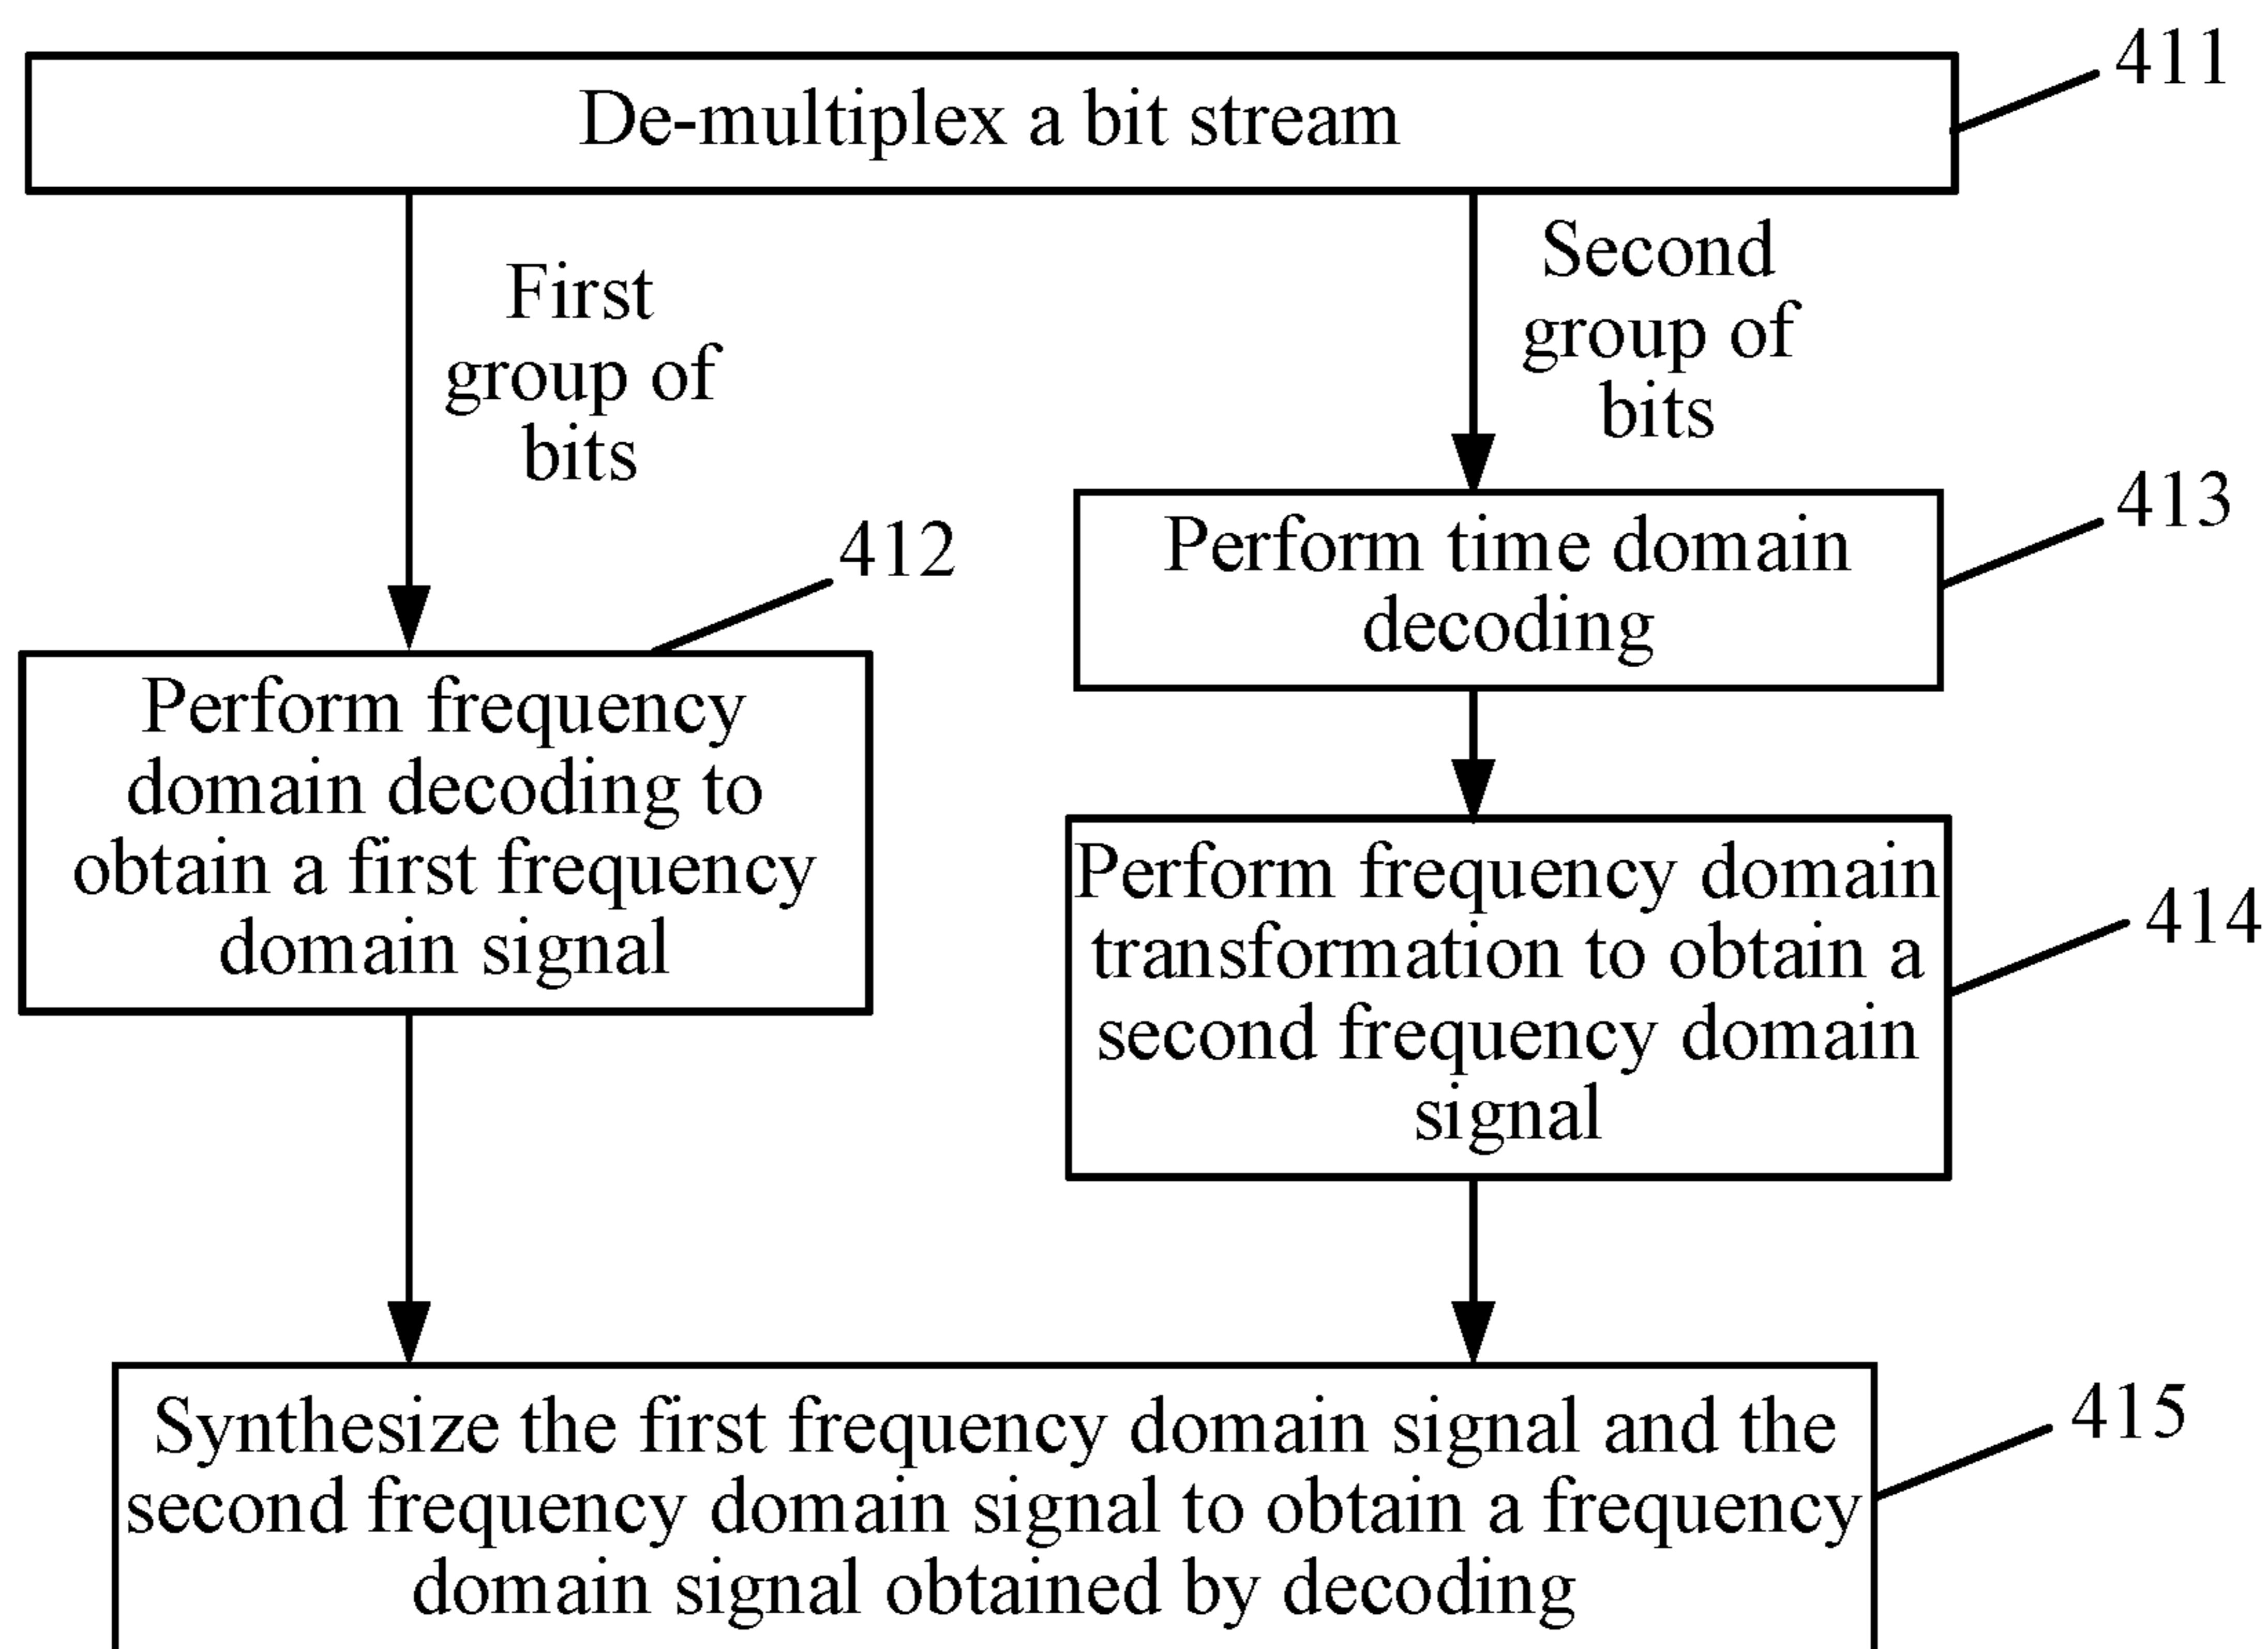 De-multiplex a bit stream
411
First
group of
bits
Second
group of
bits
412
Perform frequency
domain decoding to
obtain a first frequency
domain signal
413
Perform time domain
decoding
Perform frequency domain
transformation to obtain a
second frequency domain
signal
414
Synthesize the first frequency domain signal and the
second frequency domain signal to obtain a frequency
domain signal obtained by decoding
415